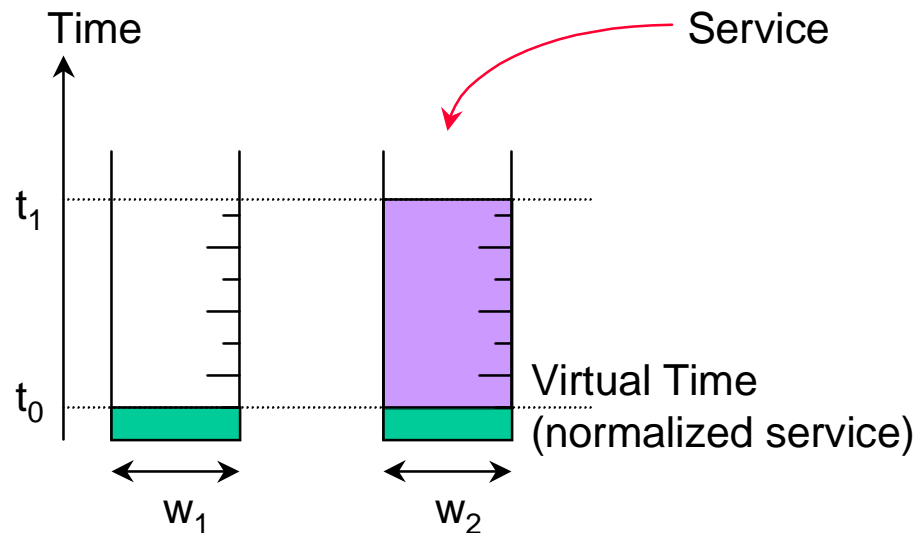 Time
Service
t₁
t₀
Virtual Time
(normalized service)
w₁
w₂